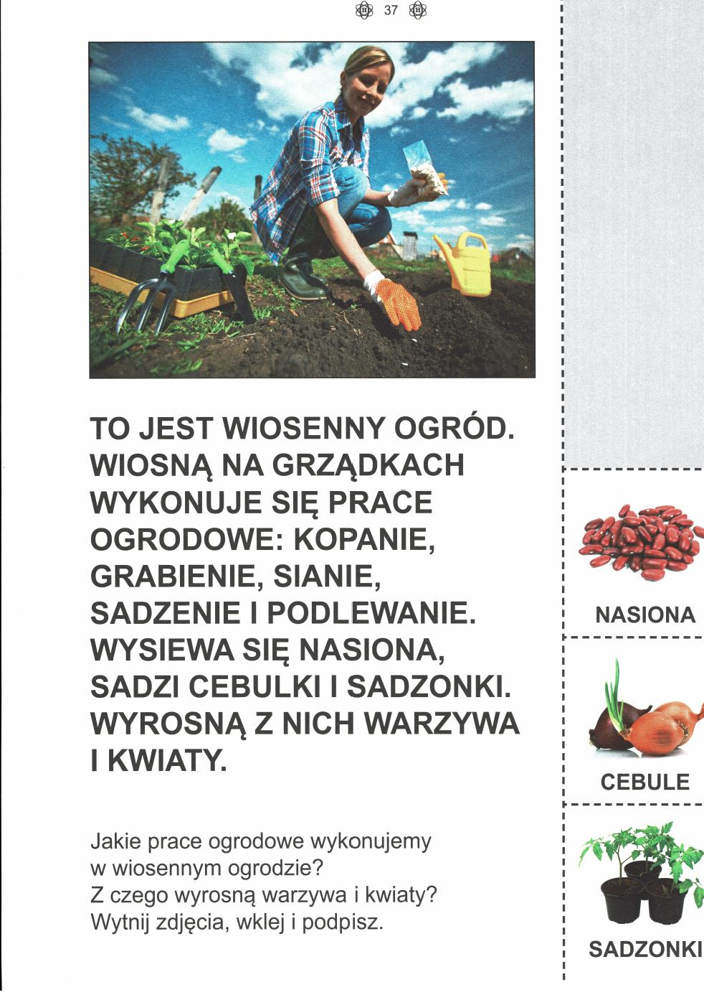 37
TO JEST WIOSENNY OGRÓD.
WIOSNĄ NA GRZĄDKACH
WYKONUJE SIĘ PRACE
OGRODOWE: KOPANIE,
GRABIENIE, SIANIE,
SADZENIE I PODLEWANIE.
WYSIEWA SIĘ NASIONA,
SADZI CEBULKI I SADZONKI.
WYROSNĄ Z NICH WARZYWA
I KWIATY.
Jakie prace ogrodowe wykonujemy
w wiosennym ogrodzie?
Z czego wyrosną warzywa i kwiaty?
Wytnij zdjęcia, wklej i podpisz.
NASIONA
CEBULE
SADZONKI